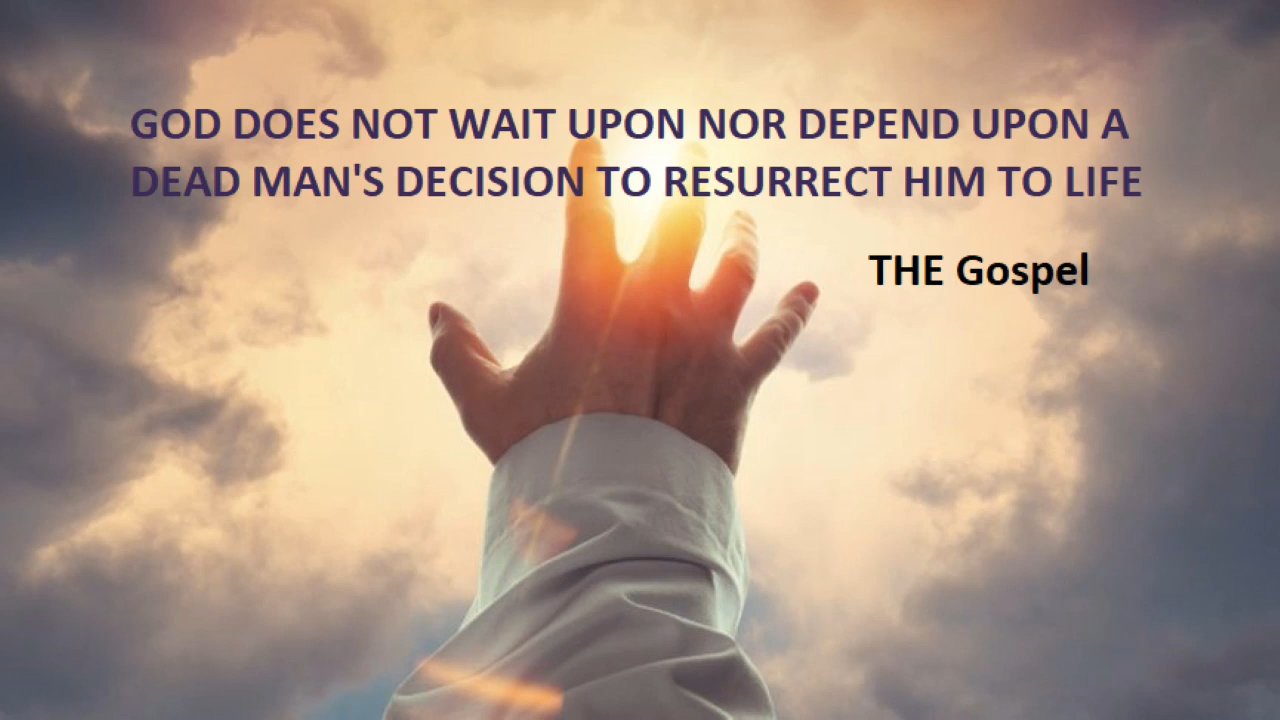 GOD DOES NOT WAIT UPON NOR DEPEND UPON A
DEAD MAN'S DECISION TO RESURRECT HIM TO LIFE
THE Gospel